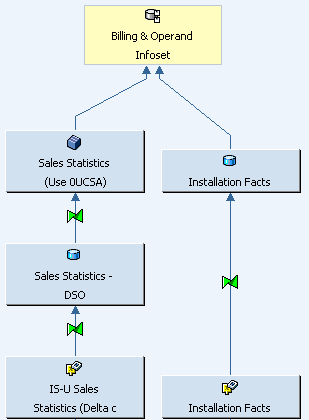 Billing & Operand
Infoset
Sales Statistics
(Use 0UCSA)
Installation Facts
Sales Statistics -
DSO
IS-U Sales
Statistics (Delta c
Installation Facts